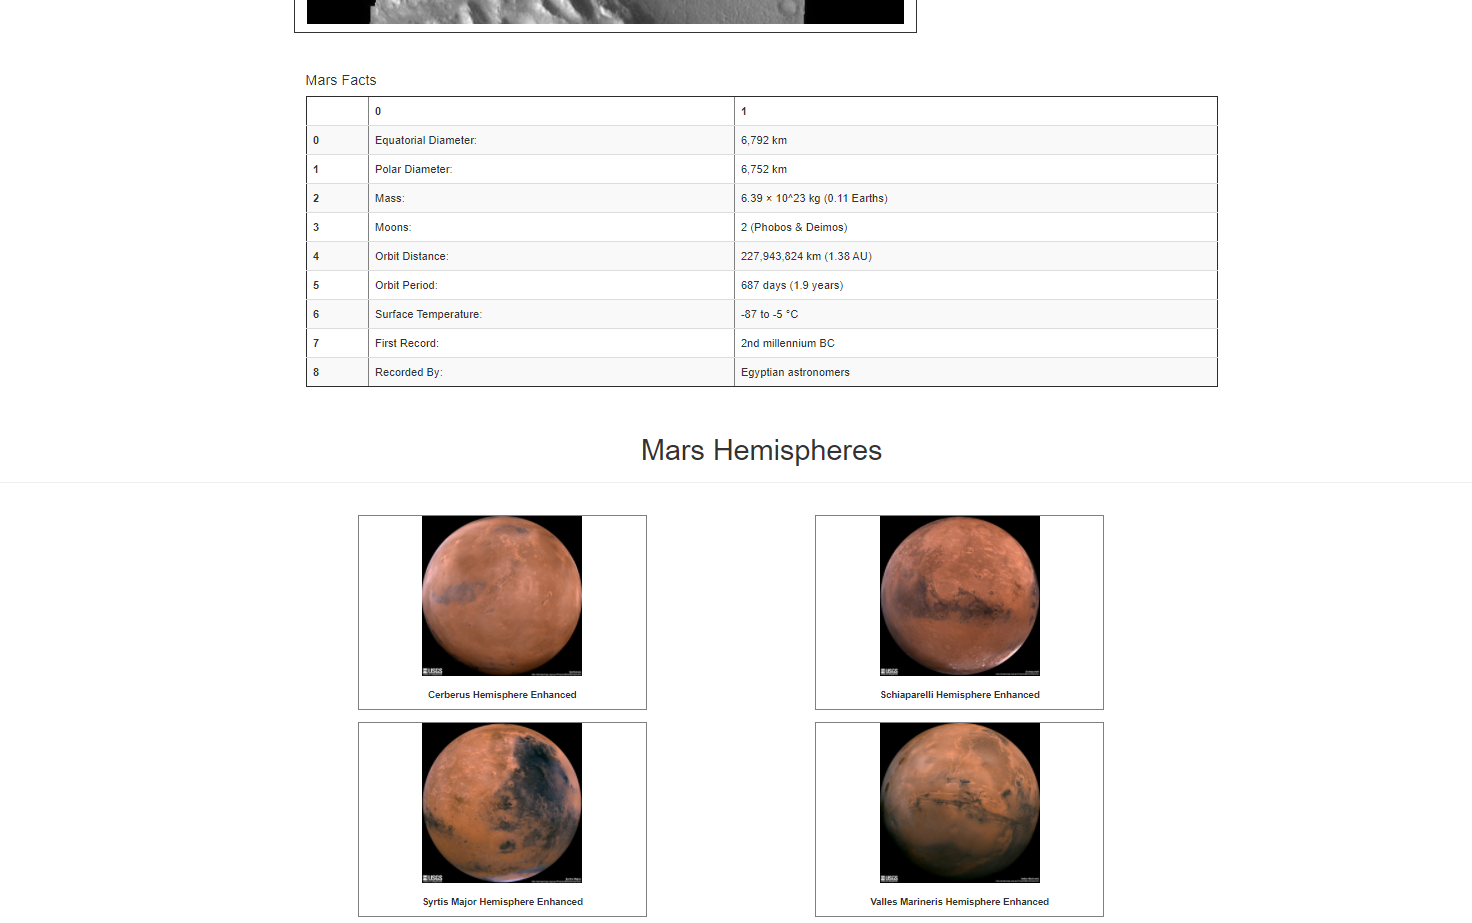 Mars Facts
0 1
0 Equatorial Diameter: 6,792 km
1 Polar Diameter: 6,752 km
2 Mass: 6.39 × 10^23 kg (0.11 Earths)
3 Moons: 2 (Phobos & Deimos)
4 Orbit Distance: 227,943,824 km (1.38 AU)
5 Orbit Period: 687 days (1.9 years)
6 Surface Temperature: -87 to -5 °C
7 First Record: 2nd millennium BC
8 Recorded By: Egyptian astronomers
Mars Hemispheres
USGS
USGS
Cerberus Hemisphere Enhanced
Schiaparelli Hemisphere Enhanced
USGS
USGS
Syrtis Major Hemisphere Enhanced
Valles Marineris Hemisphere Enhanced